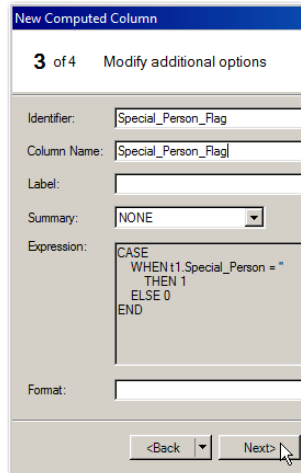 New Computed Column
3 of 4 Modify additional options
Identifier: Special_Person_Flag
Column Name: Special_Person_Flag
Label:
Summary: NONE
Expression:
CASE
WHEN t1.Special_Person = ''
THEN 1
ELSE 0
END
Format:
<Back Next>